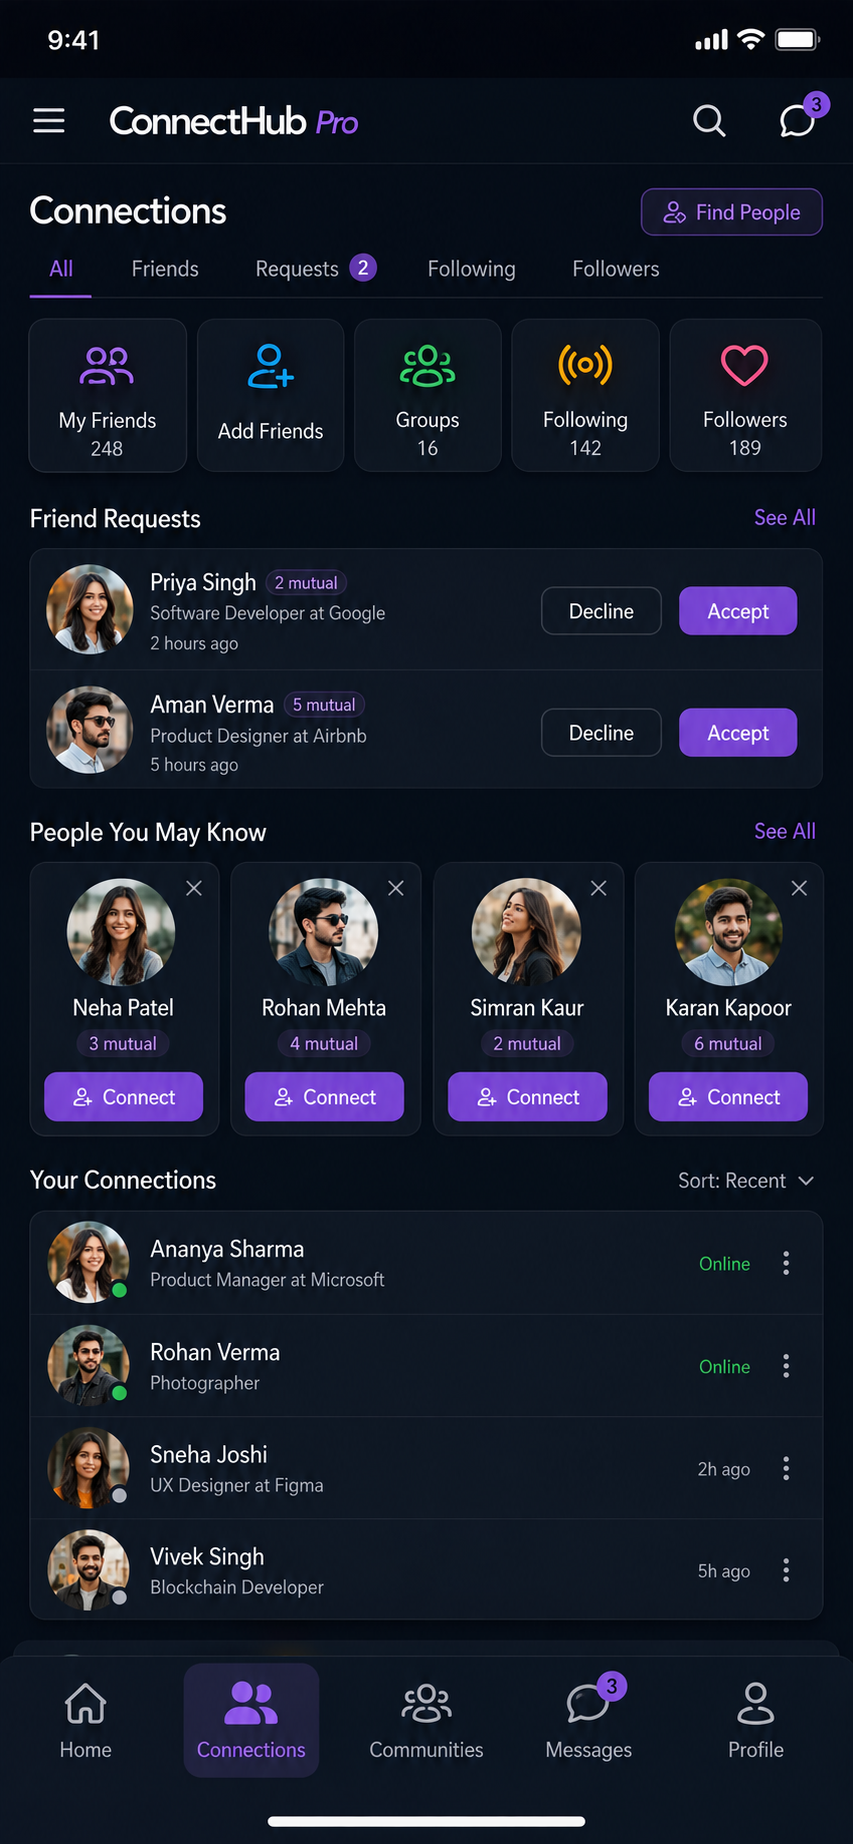 9:41
ConnectHub Pro
3
Connections
Find People
All Friends Requests 2 Following Followers
My Friends Add Friends Groups Following Followers
248 16 142 189
Friend Requests See All
Priya Singh 2 mutual
Software Developer at Google
2 hours ago
Decline Accept
Aman Verma 5 mutual
Product Designer at Airbnb
5 hours ago
Decline Accept
People You May Know See All
Neha Patel Rohan Mehta Simran Kaur Karan Kapoor
3 mutual 4 mutual 2 mutual 6 mutual
Connect Connect Connect Connect
Your Connections Sort: Recent
Ananya Sharma
Product Manager at Microsoft
Online
Rohan Verma
Photographer
Online
Sneha Joshi
UX Designer at Figma
2h ago
Vivek Singh
Blockchain Developer
5h ago
3
Home Connections Communities Messages Profile